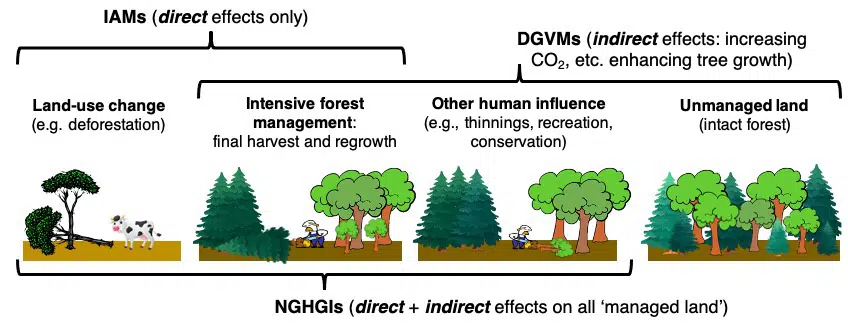 IAMs (direct effects only)
DGVMs (indirect effects: increasing
CO₂, etc. enhancing tree growth)
Land-use change
(e.g. deforestation)
Intensive forest
management:
final harvest and regrowth
Other human influence
(e.g., thinnings, recreation,
conservation)
Unmanaged land
(intact forest)
NGHGIs (direct + indirect effects on all ‘managed land’)